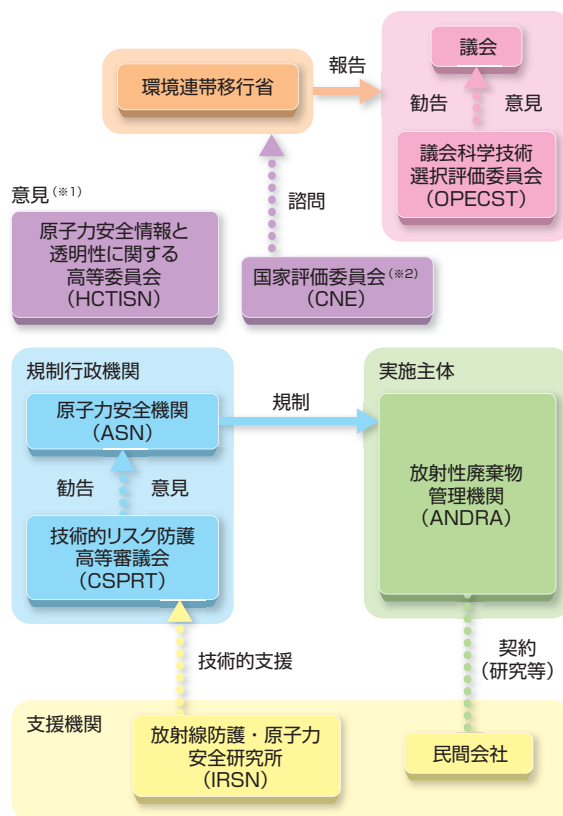 議会
環境連帯移行省
報告
勧告
意見
議会科学技術
選択評価委員会
(OPECST)
諮問
意見(※1)
原子力安全情報と
透明性に関する
高等委員会
(HCTISN)
国家評価委員会(※2)
(CNE)
規制行政機関
原子力安全機関
(ASN)
規制
勧告
意見
技術的リスク防護
高等審議会
(CSPRT)
実施主体
放射性廃棄物
管理機関
(ANDRA)
技術的支援
契約
(研究等)
支援機関
放射線防護・原子力
安全研究所
(IRSN)
民間会社